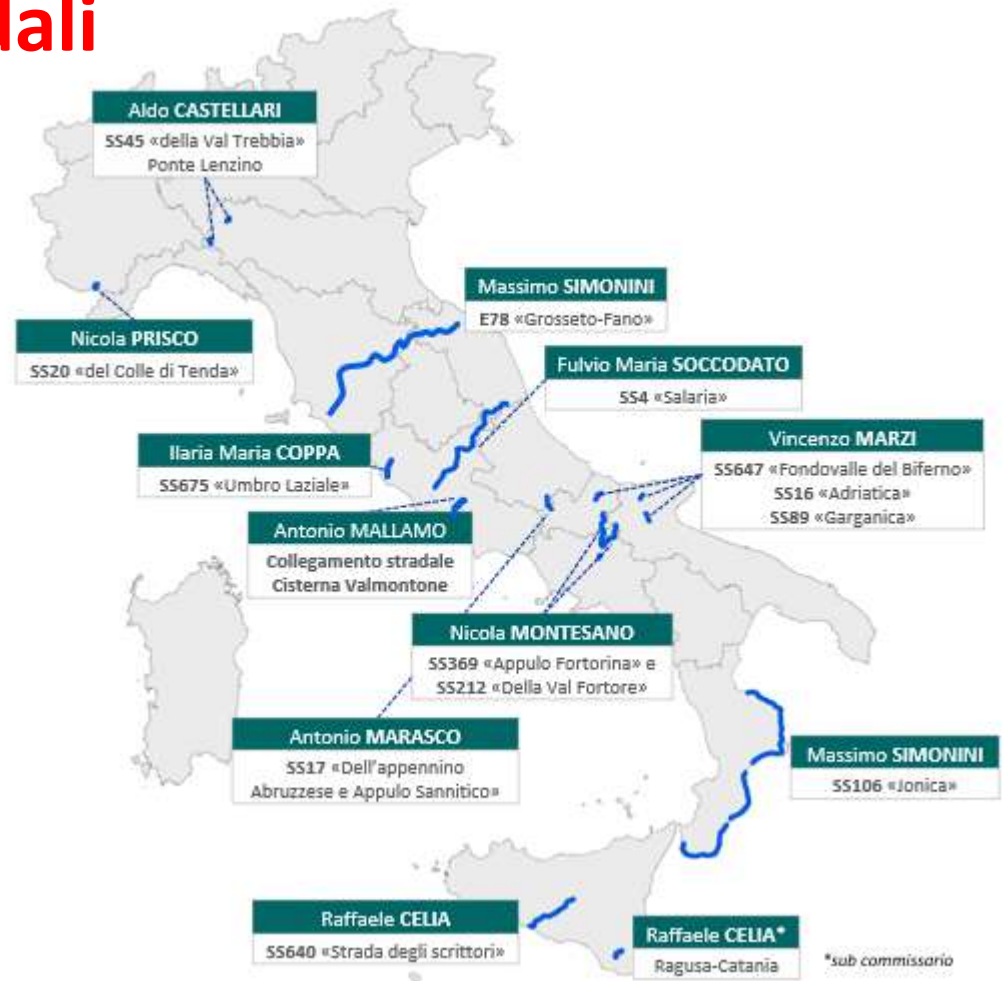 dali
Aldo CASTELLARI
SS45 «della Val Trebbia»
Ponte Lenzino
Massimo SIMONINI
E78 «Grosseto-Fano»
Nicola PRISCO
SS20 «del Colle di Tenda»
Fulvio Maria SOCCODATO
SS4 «Salaria»
Ilaria Maria COPPA
SS675 «Umbro Laziale»
Vincenzo MARZI
SS647 «Fondovalle del Biferno»
SS16 «Adriatica»
SS89 «Garganica»
Antonio MALLAMO
Collegamento stradale
Cisterna Valmontone
Nicola MONTESANO
SS369 «Appulo Fortorina» e
SS212 «Della Val Fortore»
Antonio MARASCO
SS17 «Dell'appennino
Abruzzese e Appulo Sannitico»
Massimo SIMONINI
SS106 «Jonica»
Raffaele CELIA
SS640 «Strada degli scrittori»
Raffaele CELIA*
Ragusa-Catania
*sub commissario